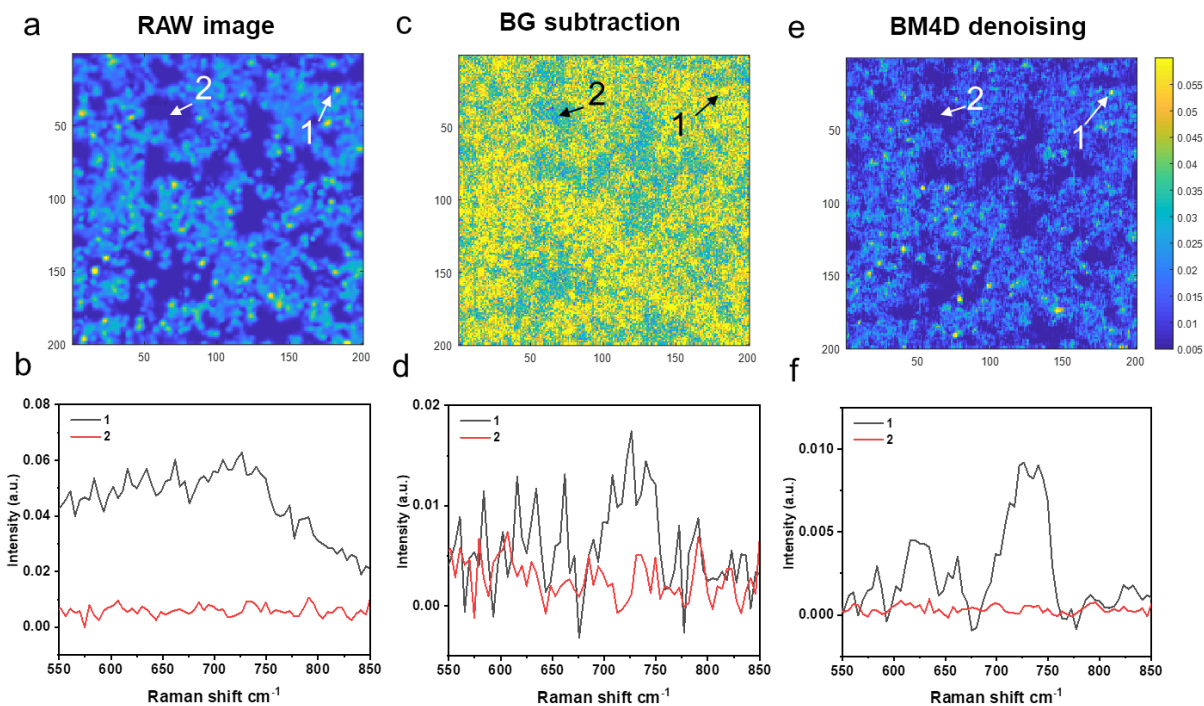 a RAW image
c BG subtraction
e BM4D denoising
2
1
50
100
150
200
50 100 150 200
2
1
50
100
150
200
50 100 150 200
2
1
50
100
150
200
50 100 150 200
0.055
0.05
0.045
0.04
0.035
0.03
0.025
0.02
0.015
0.01
0.005
b
0.08
0.06
0.04
0.02
0.00
Intensity (a.u.)
1
2
550 600 650 700 750 800 850
Raman shift cm⁻¹
d
0.02
0.01
0.00
Intensity (a.u.)
1
2
550 600 650 700 750 800 850
Raman shift cm⁻¹
f
0.010
0.005
0.000
Intensity (a.u.)
1
2
550 600 650 700 750 800 850
Raman shift cm⁻¹